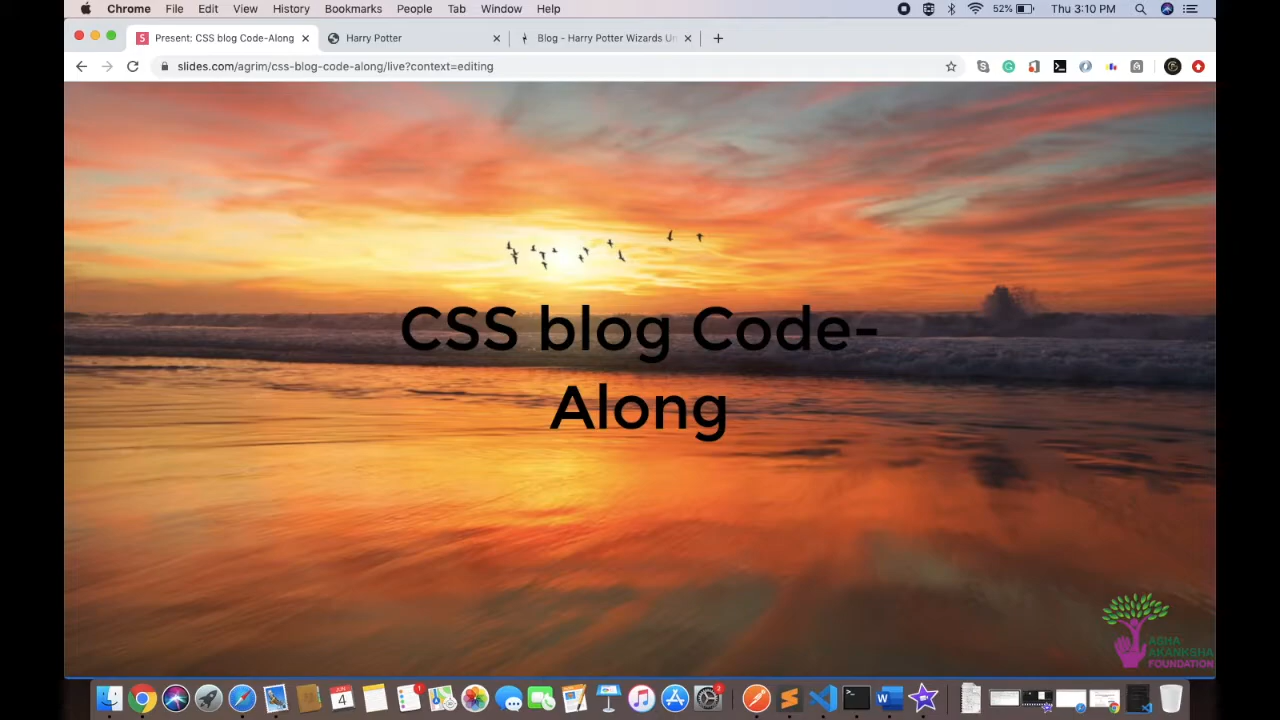 Chrome File Edit View History Bookmarks People Tab Window Help 52% Thu 3:10 PM
Present: CSS blog Code-Along
Harry Potter
Blog - Harry Potter Wizards Un
slides.com/agrim/css-blog-code-along/live?context=editing
CSS blog Code-
Along
ASHA
AKANKSHA
FOUNDATION